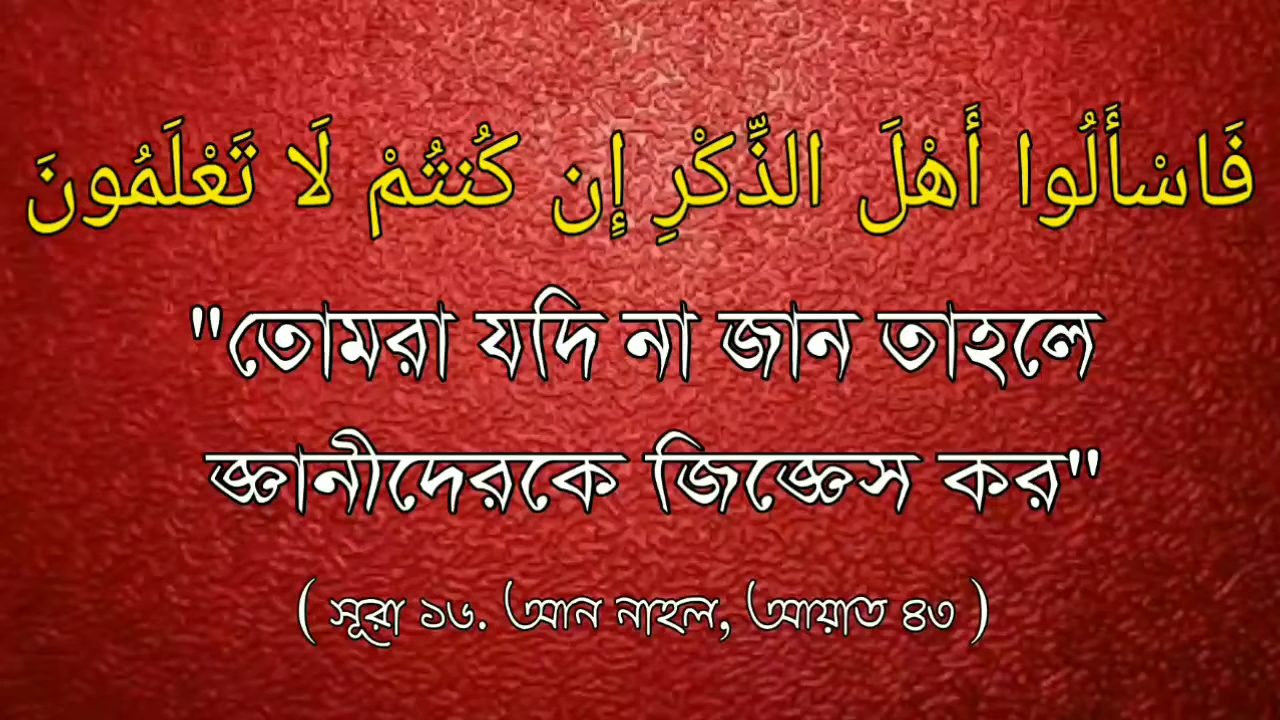 فَاسْأَلُوا أَهْلَ الذِّكْرِ إِن كُنتُمْ لَا تَعْلَمُونَ
"তোমরা যদি না জান তাহলে
জ্ঞানীদেরকে জিজ্ঞেস কর"
( সূরা ১৬. আন নাহল, আয়াত ৪৩ )